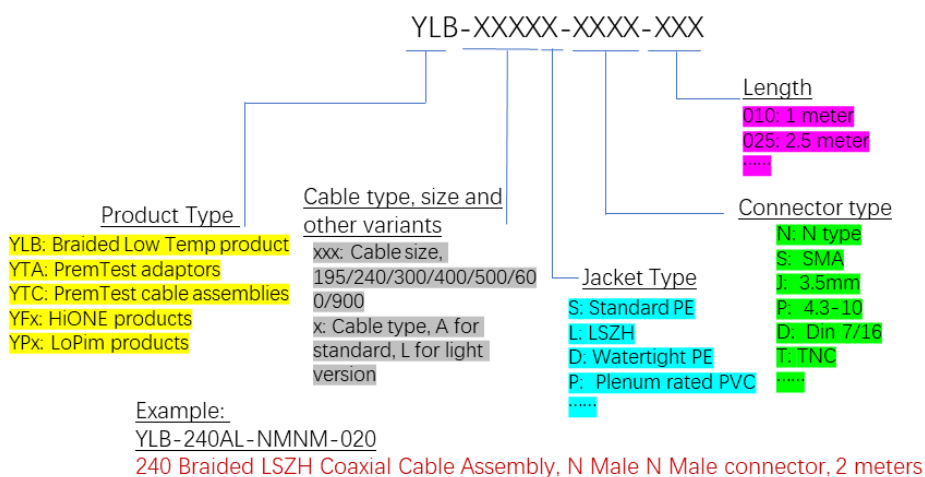 YLB-XXXXX-XXXX-XXX
Length
010: 1 meter
025: 2.5 meter
……
Cable type, size and
other variants
xxx: Cable size,
195/240/300/400/500/60
0/900
x: Cable type, A for
standard, L for light
version
Product Type
YLB: Braided Low Temp product
YTA: PremTest adaptors
YTC: PremTest cable assemblies
YFx: HiONE products
YPx: LoPim products
Jacket Type
S: Standard PE
L: LSZH
D: Watertight PE
P: Plenum rated PVC
……
Connector type
N: N type
S: SMA
J: 3.5mm
P: 4.3-10
D: Din 7/16
T: TNC
……
Example:
YLB-240AL-NMNM-020
240 Braided LSZH Coaxial Cable Assembly, N Male N Male connector, 2 meters